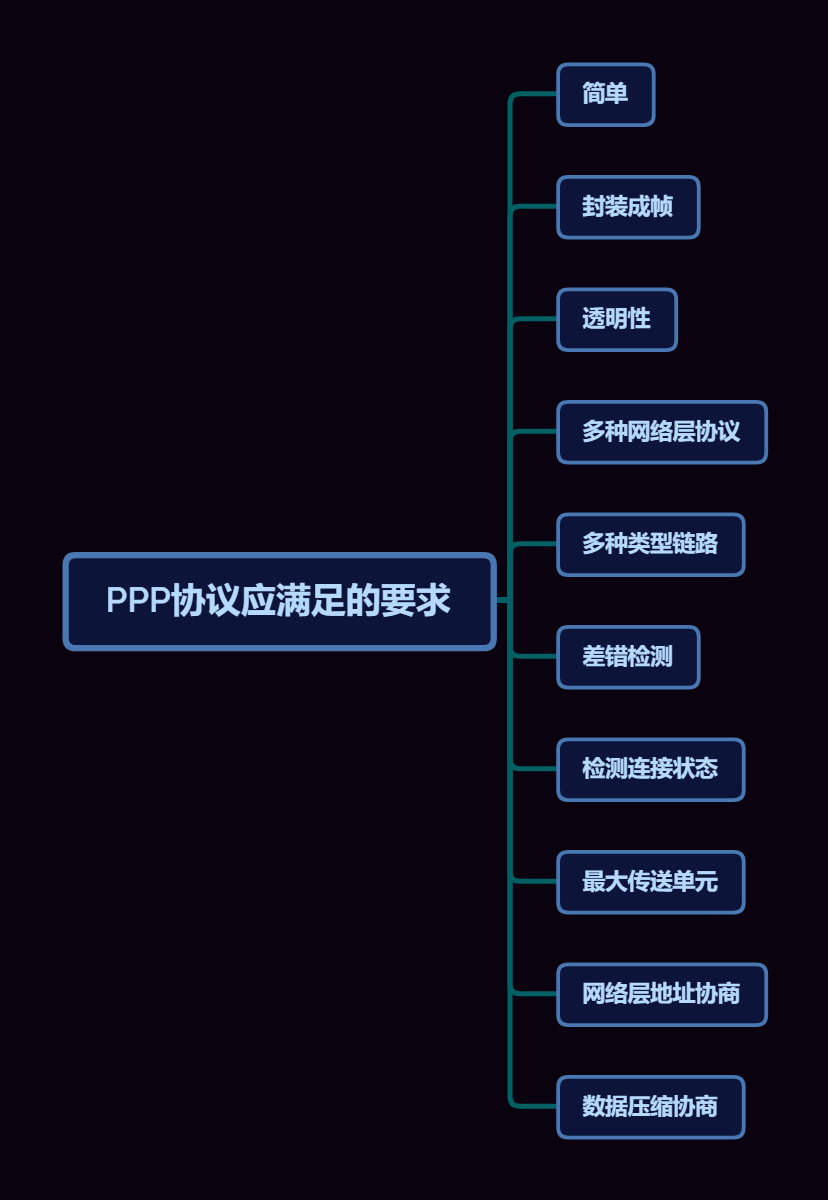 简单
封装成帧
透明性
多种网络层协议
多种类型链路
PPP协议应满足的要求
差错检测
检测连接状态
最大传送单元
网络层地址协商
数据压缩协商